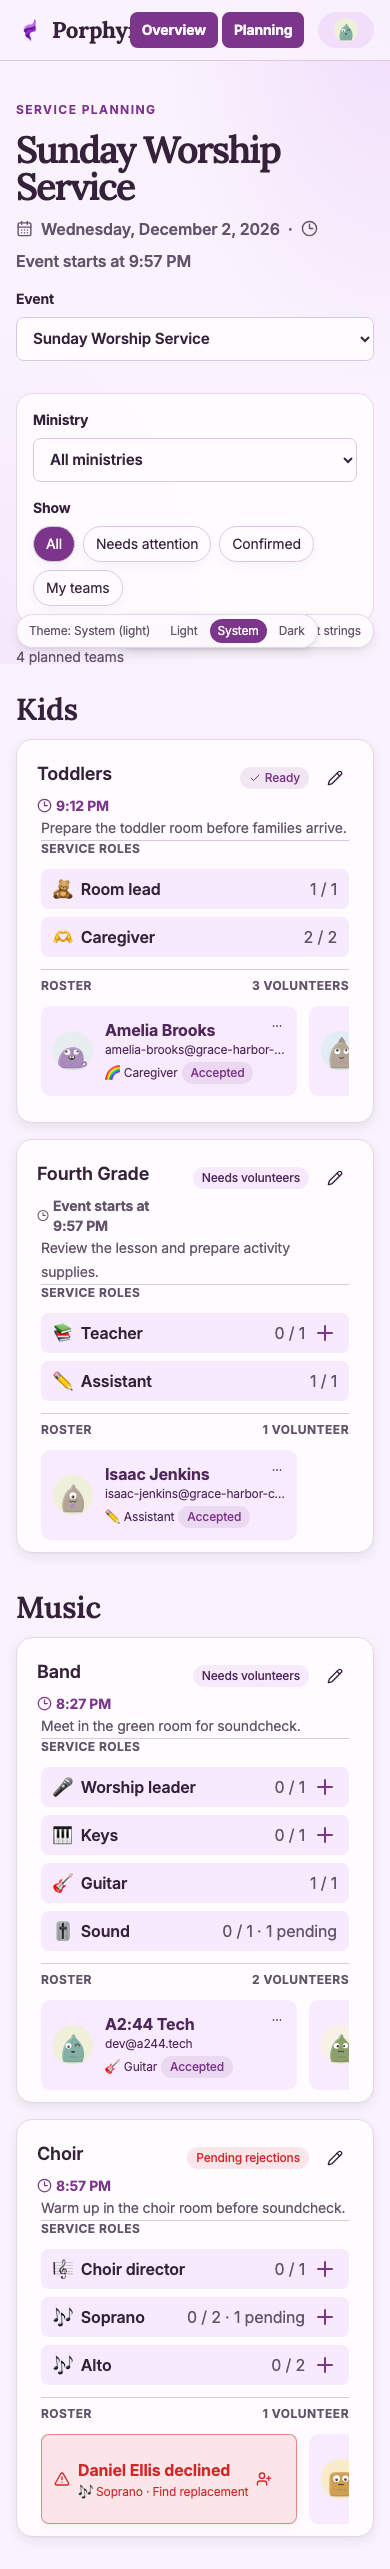 Porphy
Overview
Planning
SERVICE PLANNING
Sunday Worship
Service
Wednesday, December 2, 2026 ·
Event starts at 9:57 PM
Event
Sunday Worship Service
Ministry
All ministries
Show
All
Needs attention
Confirmed
My teams
Theme: System (light)
Light
System
Dark
t strings
4 planned teams
Kids
Toddlers
Ready
9:12 PM
Prepare the toddler room before families arrive.
SERVICE ROLES
Room lead 1 / 1
Caregiver 2 / 2
ROSTER 3 VOLUNTEERS
Amelia Brooks ...
amelia-brooks@grace-harbor-...
Caregiver Accepted
Fourth Grade
Needs volunteers
Event starts at
9:57 PM
Review the lesson and prepare activity
supplies.
SERVICE ROLES
Teacher 0 / 1
Assistant 1 / 1
ROSTER 1 VOLUNTEER
Isaac Jenkins ...
isaac-jenkins@grace-harbor-c...
Assistant Accepted
Music
Band
Needs volunteers
8:27 PM
Meet in the green room for soundcheck.
SERVICE ROLES
Worship leader 0 / 1
Keys 0 / 1
Guitar 1 / 1
Sound 0 / 1 · 1 pending
ROSTER 2 VOLUNTEERS
A2:44 Tech ...
dev@a244.tech
Guitar Accepted
Choir
Pending rejections
8:57 PM
Warm up in the choir room before soundcheck.
SERVICE ROLES
Choir director 0 / 1
Soprano 0 / 2 · 1 pending
Alto 0 / 2
ROSTER 1 VOLUNTEER
Daniel Ellis declined
Soprano · Find replacement